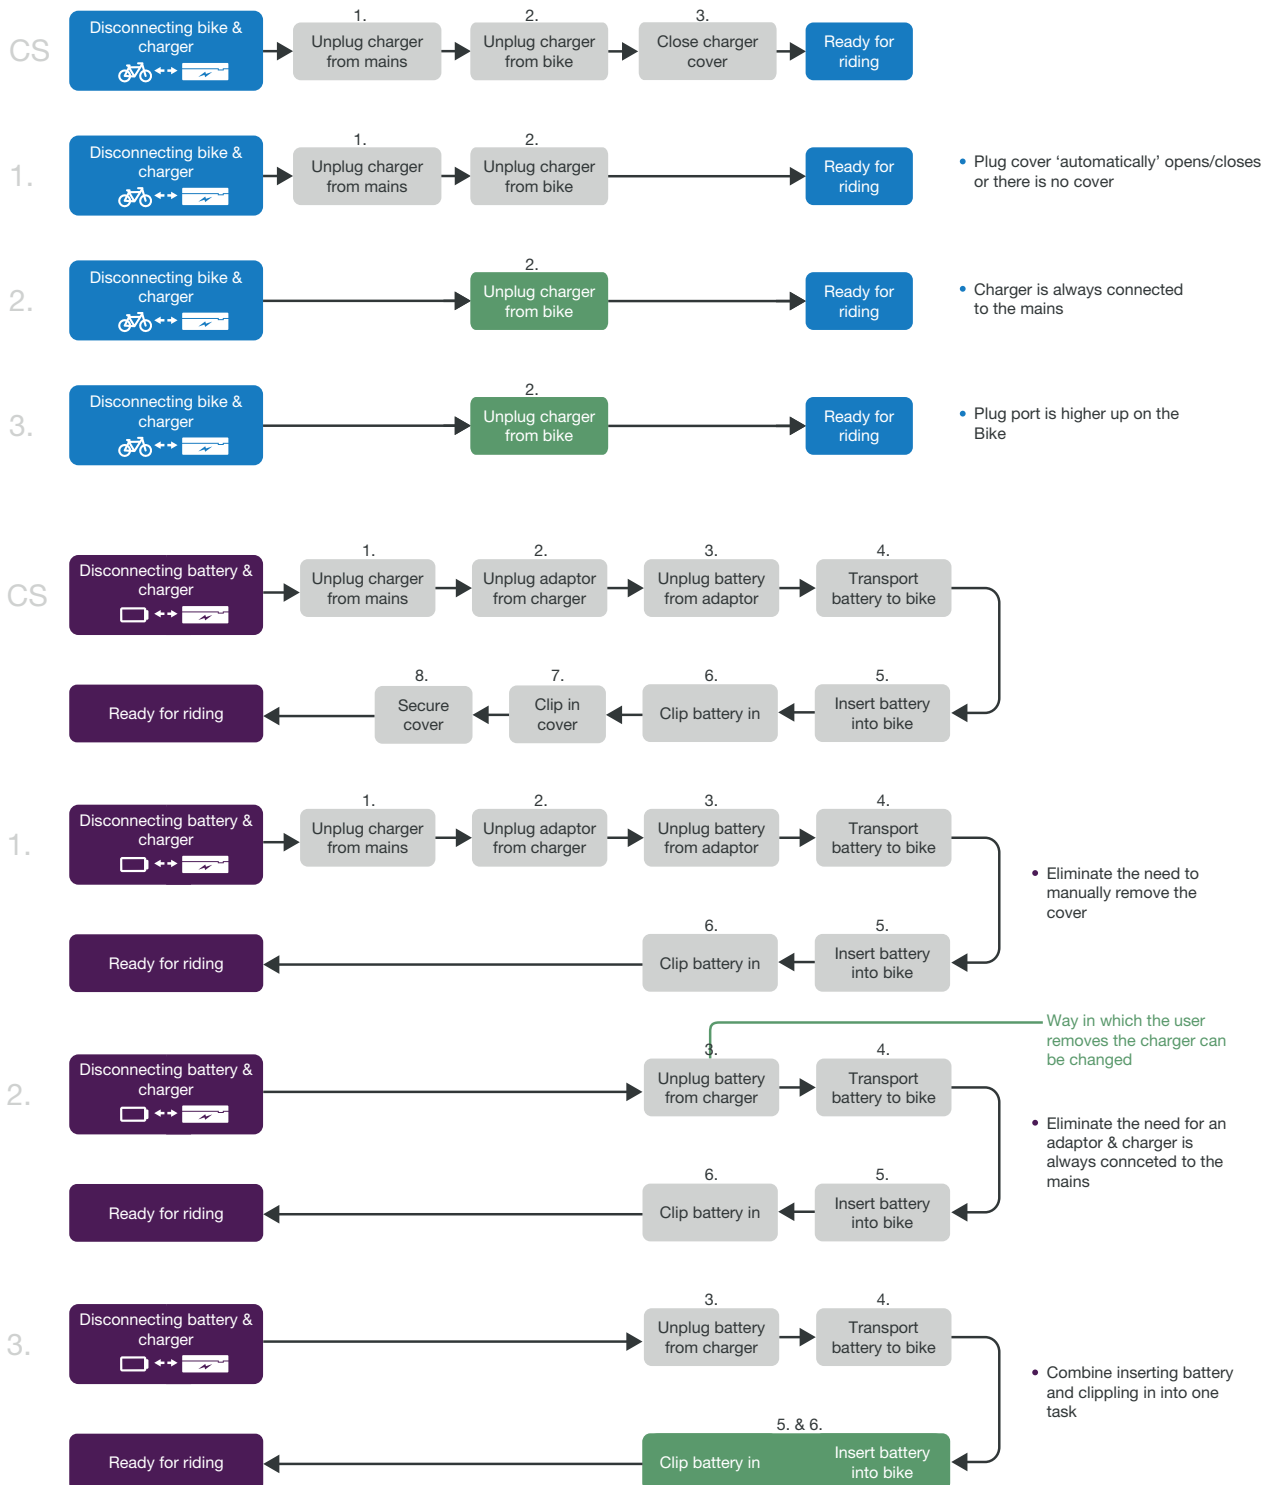 CS
Disconnecting bike &
charger
1.
Unplug charger
from mains
2.
Unplug charger
from bike
3.
Close charger
cover
Ready for
riding
1.
Disconnecting bike &
charger
1.
Unplug charger
from mains
2.
Unplug charger
from bike
Ready for
riding
• Plug cover ‘automatically’ opens/closes
or there is no cover
2.
Disconnecting bike &
charger
2.
Unplug charger
from bike
Ready for
riding
• Charger is always connected
to the mains
3.
Disconnecting bike &
charger
2.
Unplug charger
from bike
Ready for
riding
• Plug port is higher up on the
Bike
CS
Disconnecting battery &
charger
1.
Unplug charger
from mains
2.
Unplug adaptor
from charger
3.
Unplug battery
from adaptor
4.
Transport
battery to bike
5.
Insert battery
into bike
6.
Clip battery in
7.
Clip in
cover
8.
Secure
cover
Ready for riding
1.
Disconnecting battery &
charger
1.
Unplug charger
from mains
2.
Unplug adaptor
from charger
3.
Unplug battery
from adaptor
4.
Transport
battery to bike
5.
Insert battery
into bike
6.
Clip battery in
Ready for riding
• Eliminate the need to
manually remove the
cover
2.
Disconnecting battery &
charger
3.
Unplug battery
from charger
4.
Transport
battery to bike
5.
Insert battery
into bike
6.
Clip battery in
Ready for riding
Way in which the user
removes the charger can
be changed
• Eliminate the need for an
adaptor & charger is
always connceted to the
mains
3.
Disconnecting battery &
charger
3.
Unplug battery
from charger
4.
Transport
battery to bike
5. & 6.
Insert battery
into bike
Clip battery in
Ready for riding
• Combine inserting battery
and clippling in into one
task